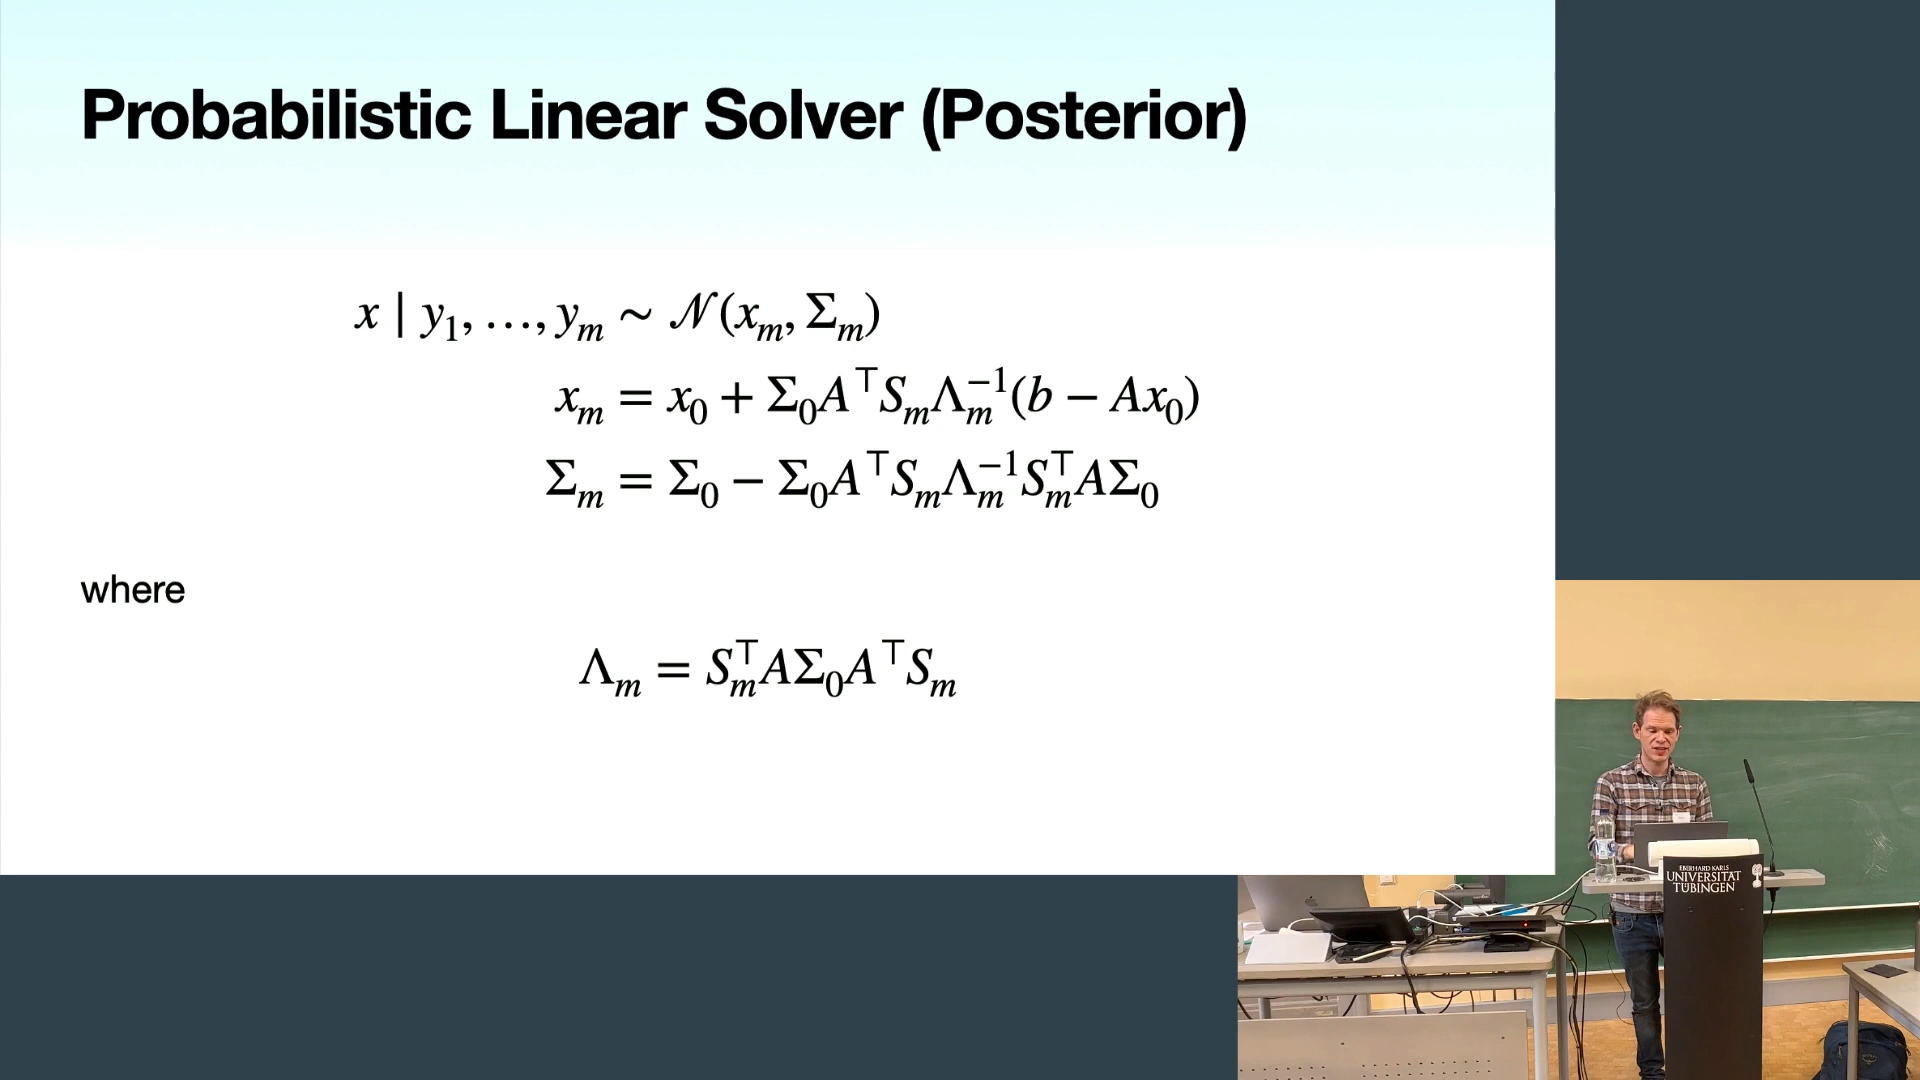 Probabilistic Linear Solver (Posterior)
x | y₁, …, yₘ ∼ 𝒩(xₘ, Σₘ)
xₘ = x₀ + Σ₀A⊤SₘΛₘ⁻¹(b − Ax₀)
Σₘ = Σ₀ − Σ₀A⊤SₘΛₘ⁻¹Sₘ⊤AΣ₀
where
Λₘ = Sₘ⊤AΣ₀A⊤Sₘ
EBERHARD KARLS
UNIVERSITÄT
TÜBINGEN